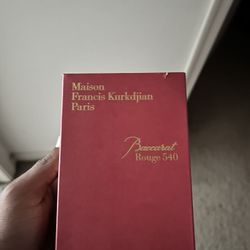 Maison
Francis Kurkdjian
Paris
Baccarat
Rouge 540